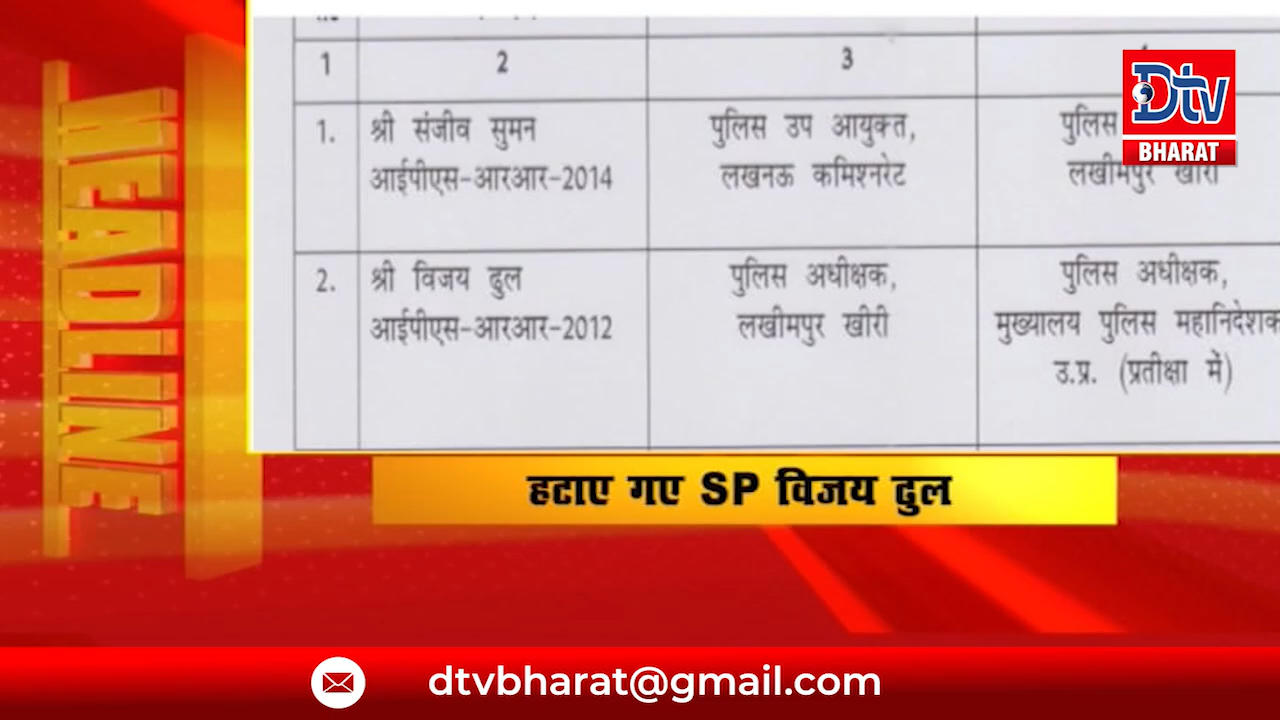 1 2 3
1. श्री संजीव सुमन पुलिस उप आयुक्त, पुलिस
आईपीएस-आरआर-2014 लखनऊ कमिश्नरेट लखीमपुर खीरी
2. श्री विजय ढुल पुलिस अधीक्षक, पुलिस अधीक्षक,
आईपीएस-आरआर-2012 लखीमपुर खीरी मुख्यालय पुलिस महानिदेशक
उ.प्र. (प्रतीक्षा में)
Dtv
BHARAT
HEADLINE
हटाए गए SP विजय ढुल
dtvbharat@gmail.com